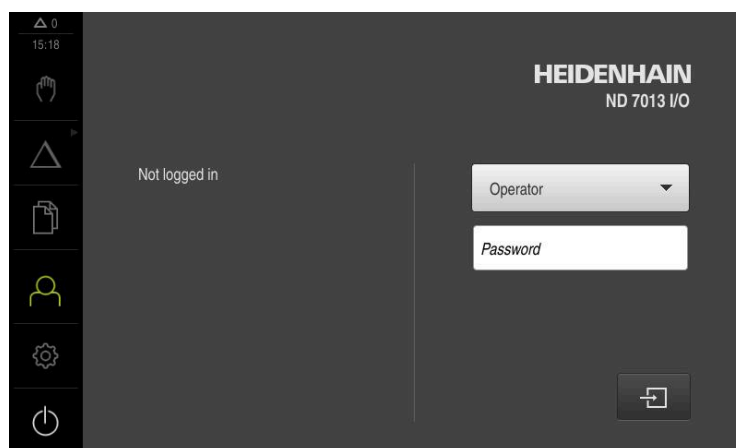 0
15:18
HEIDENHAIN
ND 7013 I/O
Not logged in
Operator
Password